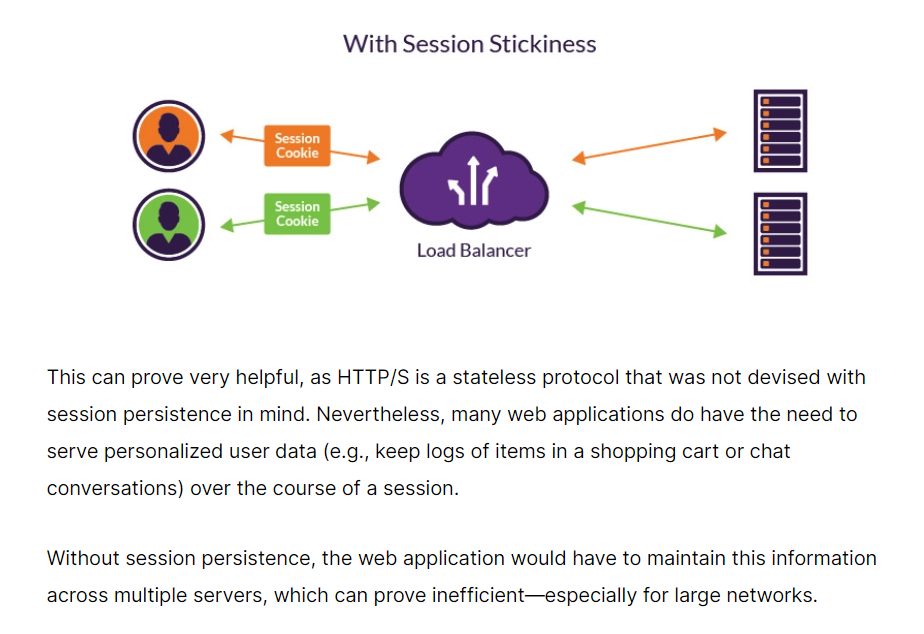 With Session Stickiness
Session
Cookie
Session
Cookie
Load Balancer
This can prove very helpful, as HTTP/S is a stateless protocol that was not devised with
session persistence in mind. Nevertheless, many web applications do have the need to
serve personalized user data (e.g., keep logs of items in a shopping cart or chat
conversations) over the course of a session.
Without session persistence, the web application would have to maintain this information
across multiple servers, which can prove inefficient—especially for large networks.